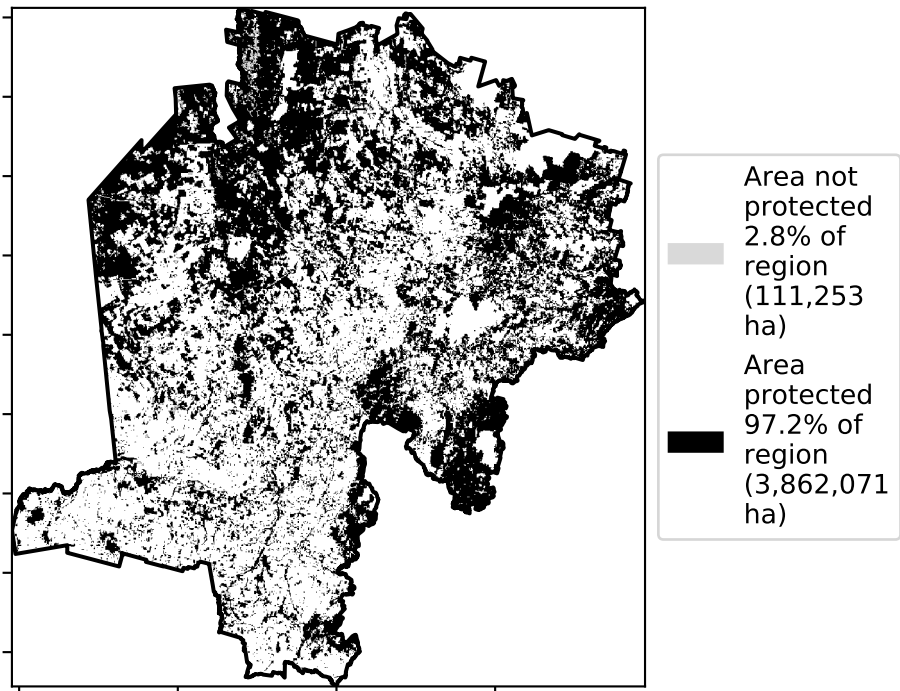 Area not
protected
2.8% of
region
(111,253
ha)
Area
protected
97.2% of
region
(3,862,071
ha)